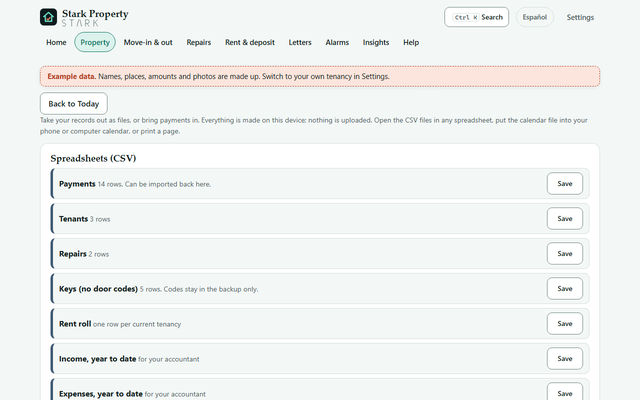 Stark Property
STARK
Ctrl K Search
Español
Settings
Home
Property
Move-in & out
Repairs
Rent & deposit
Letters
Alarms
Insights
Help
Example data. Names, places, amounts and photos are made up. Switch to your own tenancy in Settings.
Back to Today
Take your records out as files, or bring payments in. Everything is made on this device; nothing is uploaded. Open the CSV files in any spreadsheet, put the calendar file into your
phone or computer calendar, or print a page.
Spreadsheets (CSV)
Payments 14 rows. Can be imported back here.
Save
Tenants 3 rows
Save
Repairs 2 rows
Save
Keys (no door codes) 5 rows. Codes stay in the backup only.
Save
Rent roll one row per current tenancy
Save
Income, year to date for your accountant
Save
Expenses, year to date for your accountant
Save